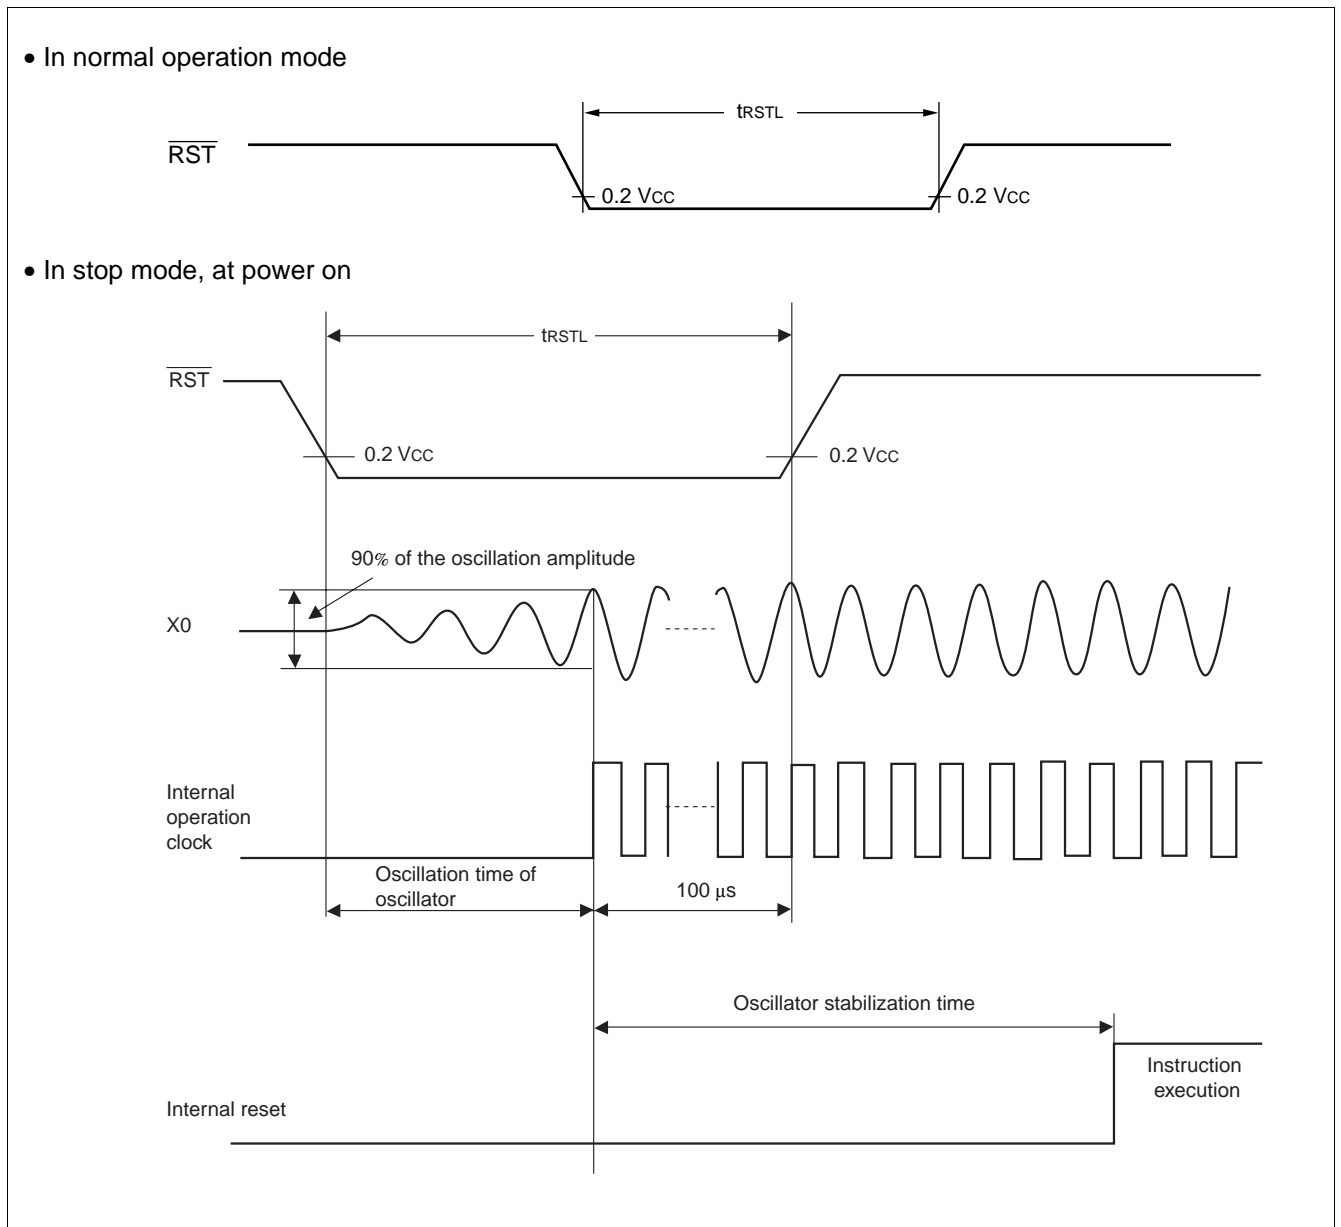 • In normal operation mode
tRSTL
RST
0.2 VCC
0.2 VCC
• In stop mode, at power on
tRSTL
RST
0.2 VCC
0.2 VCC
90% of the oscillation amplitude
X0
Internal
operation
clock
Oscillation time of
oscillator
100 μs
Oscillator stabilization time
Instruction
execution
Internal reset